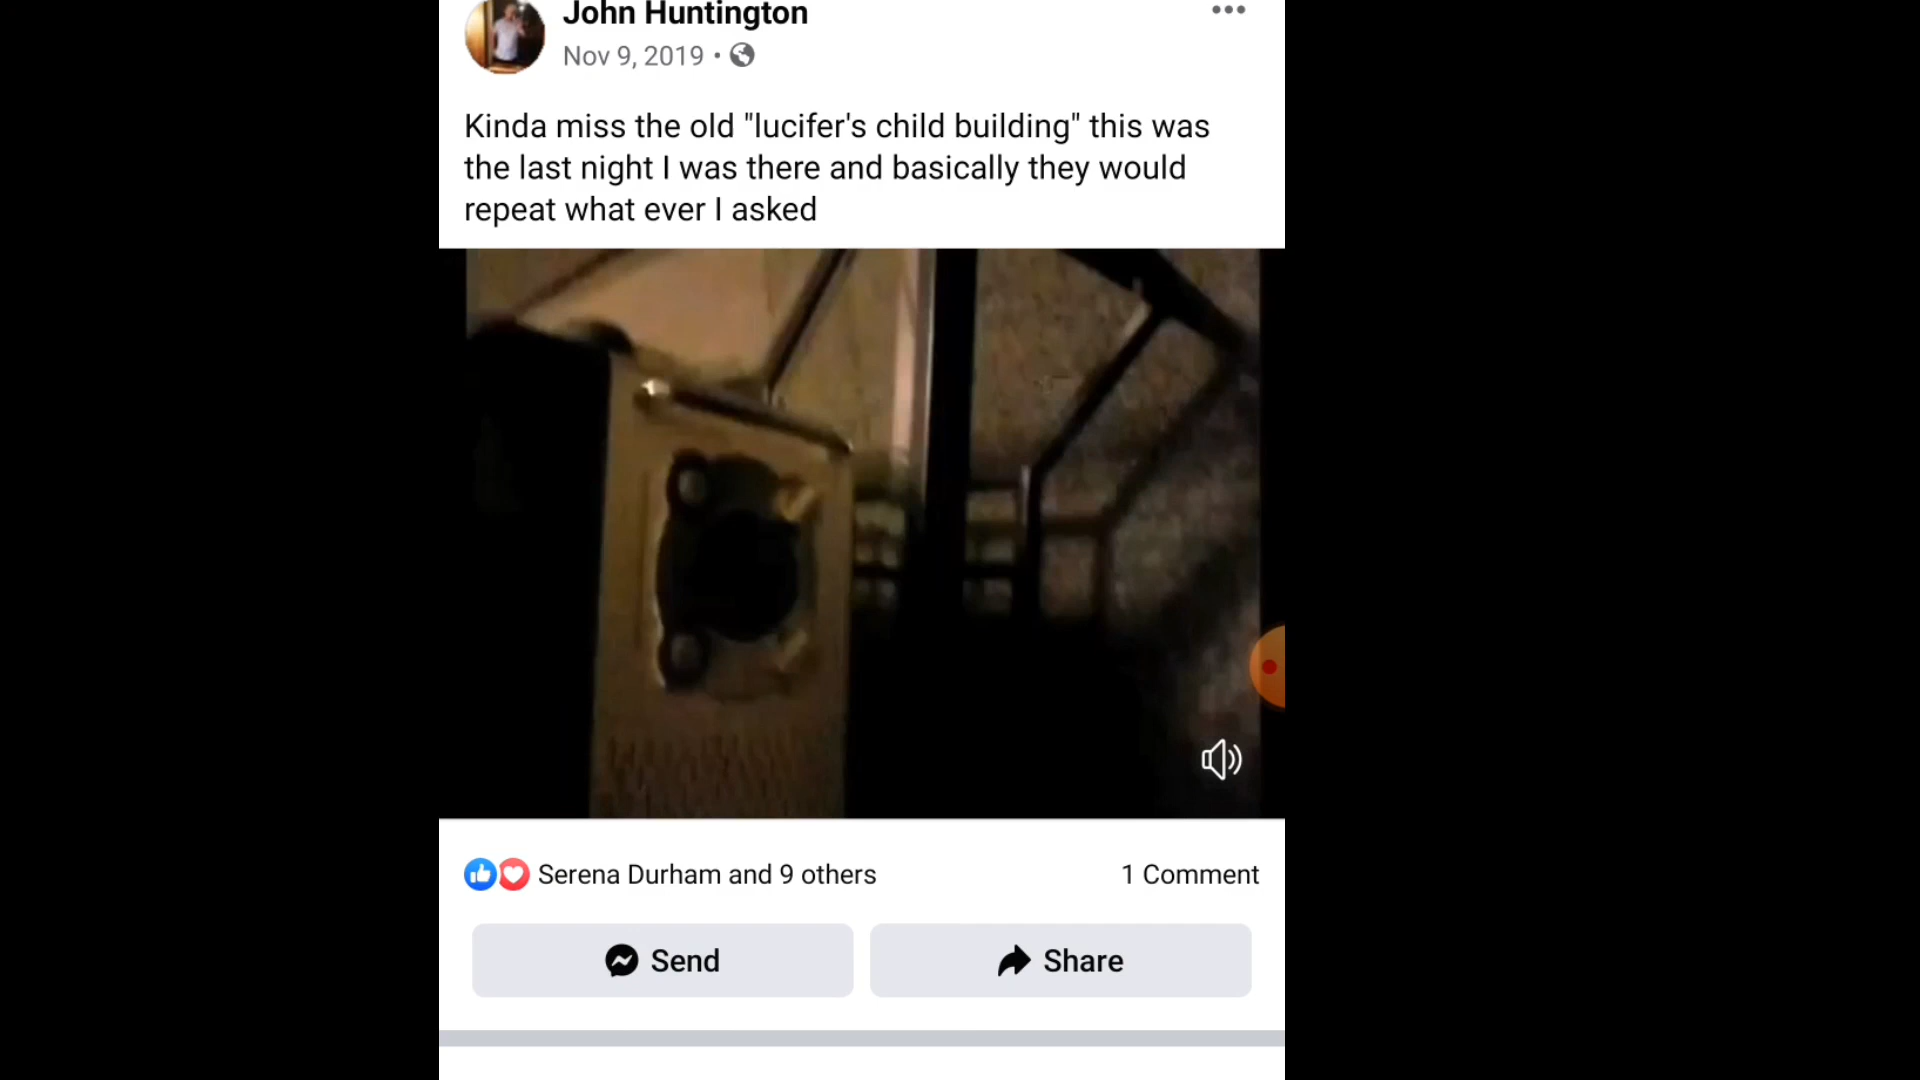 John Huntington
Nov 9, 2019 •
Kinda miss the old "lucifer's child building" this was
the last night I was there and basically they would
repeat what ever I asked
Serena Durham and 9 others
1 Comment
Send
Share